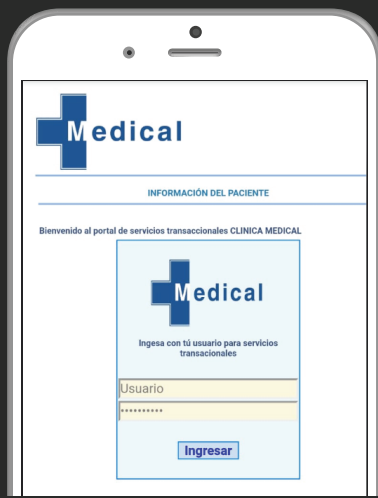 Medical
INFORMACIÓN DEL PACIENTE
Bienvenido al portal de servicios transaccionales CLINICA MEDICAL
Medical
Ingesa con tú usuario para servicios
transacionales
Usuario
••••••••••
Ingresar